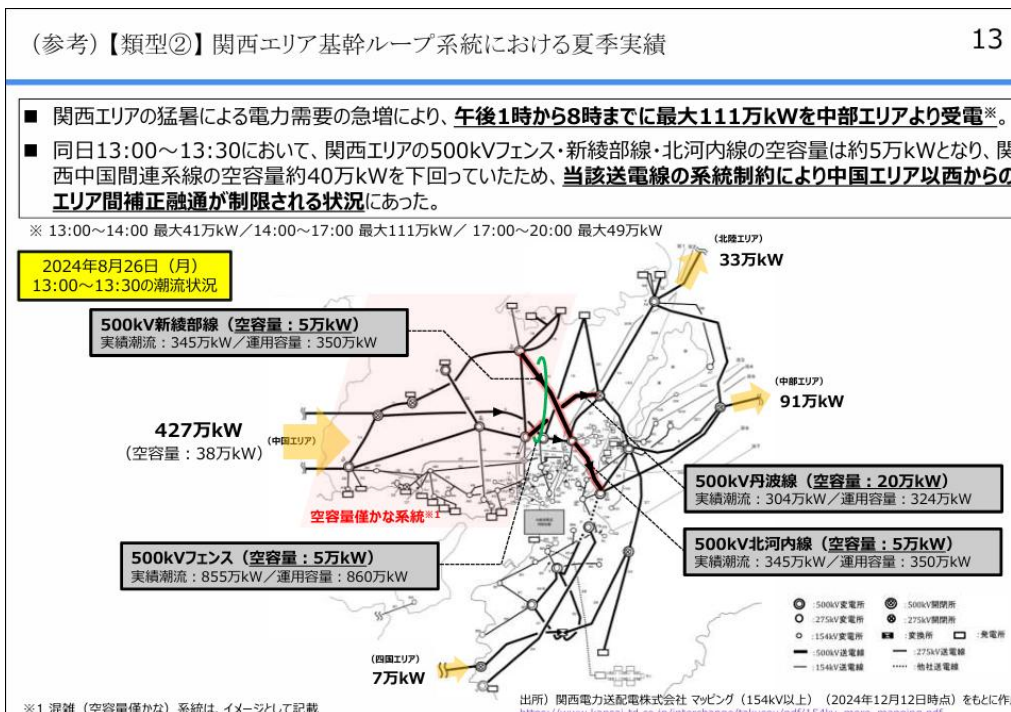 (参考)【類型②】関西エリア基幹ループ系統における夏季実績
13
■ 関西エリアの猛暑による電力需要の急増により、午後1時から8時までに最大111万kWを中部エリアより受電※。
■ 同日13:00~13:30において、関西エリアの500kVフェンス・新綾部線・北河内線の空容量は約5万kWとなり、関
西中国間連系線の空容量約40万kWを下回っていたため、当該送電線の系統制約により中国エリア以西からの
エリア間補正融通が制限される状況にあった。
※ 13:00~14:00 最大41万kW/14:00~17:00 最大111万kW/ 17:00~20:00 最大49万kW
2024年8月26日(月)
13:00~13:30の潮流状況
(北陸エリア)
33万kW
500kV新綾部線(空容量:5万kW)
実績潮流:345万kW/運用容量:350万kW
(中部エリア)
91万kW
427万kW
(中国エリア)
(空容量:38万kW)
500kV丹波線(空容量:20万kW)
実績潮流:304万kW/運用容量:324万kW
空容量僅かな系統※1
500kV北河内線(空容量:5万kW)
実績潮流:345万kW/運用容量:350万kW
500kVフェンス(空容量:5万kW)
実績潮流:855万kW/運用容量:860万kW
:500kV変電所 :500kV開閉所
:275kV変電所 :275kV開閉所
:154kV変電所 :変換所 :発電所
:500kV送電線 :275kV送電線
:154kV送電線 :他社送電線
(四国エリア)
7万kW
出所)関西電力送配電株式会社 マッピング(154kV以上)(2024年12月12日時点)をもとに作
※1 混雑(空容量僅かな)系統は、イメージとして記載